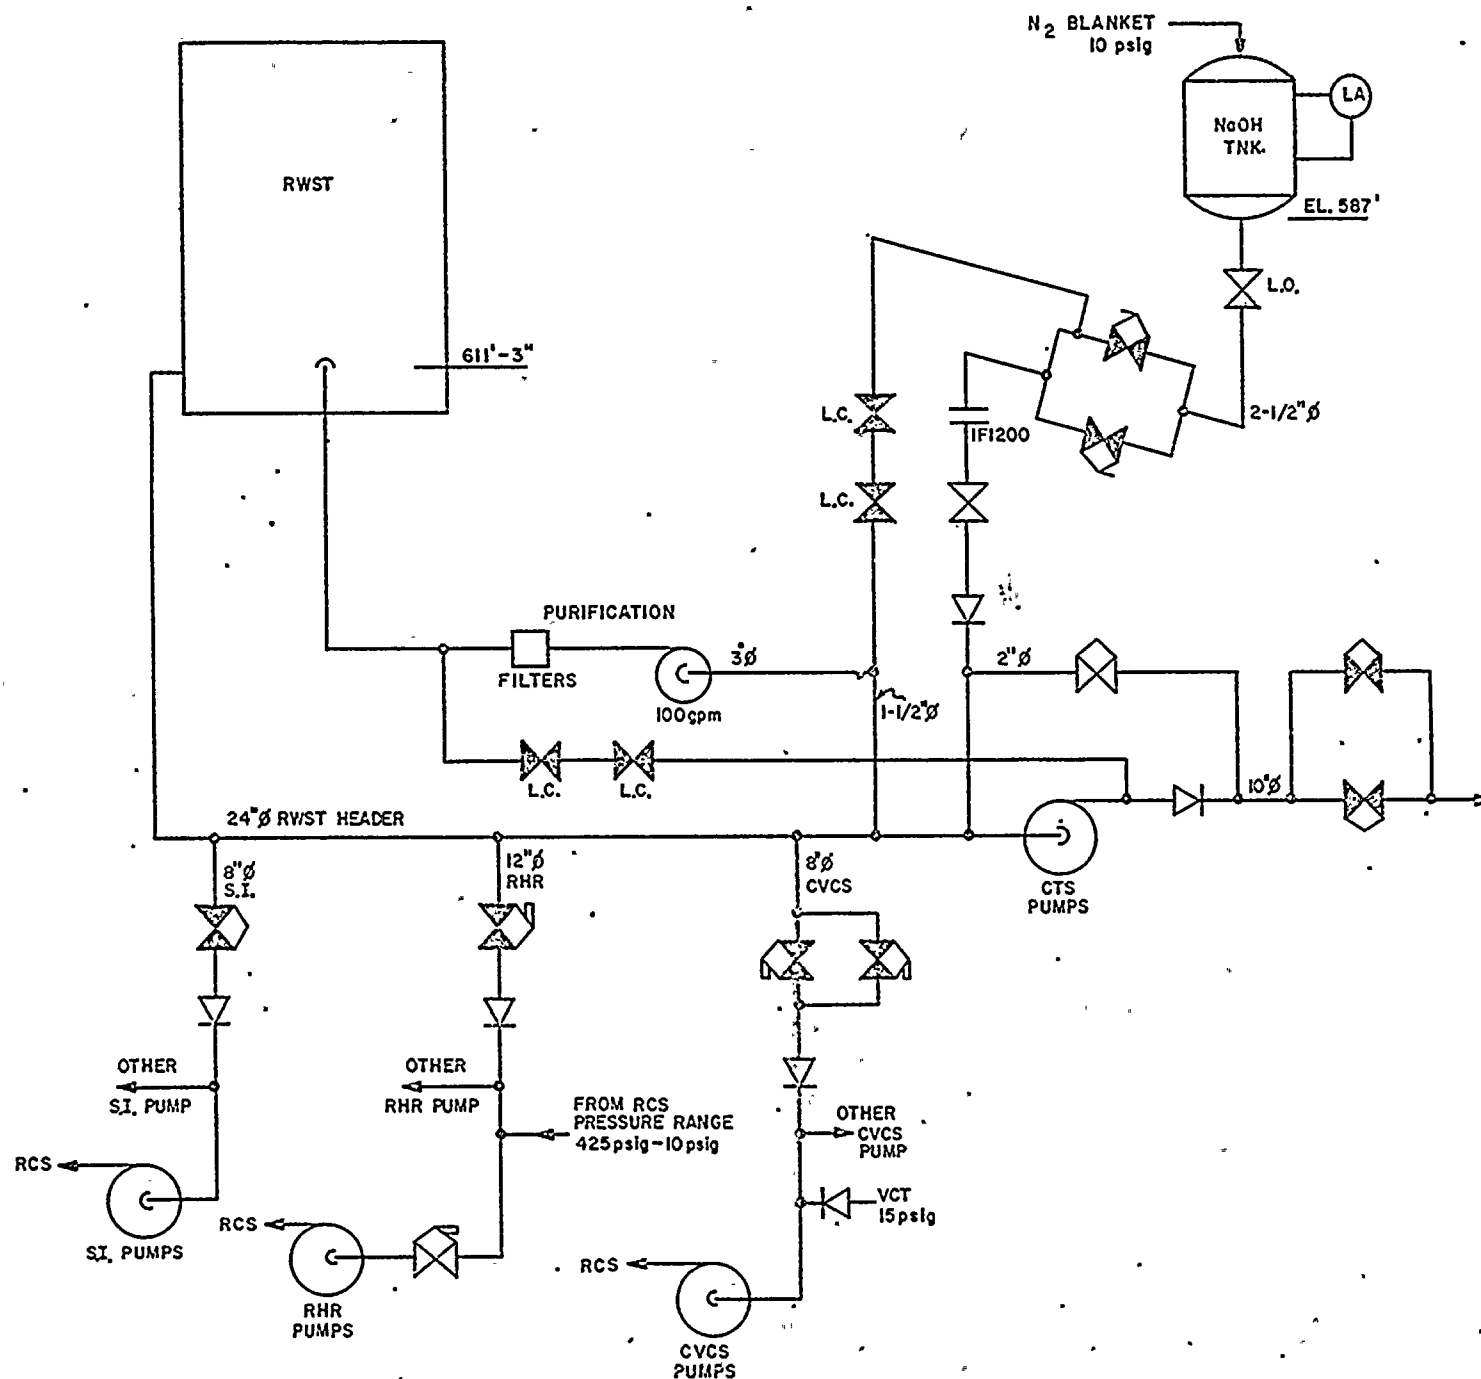 N2 BLANKET
10 psig
LA
NaOH
TNK.
EL. 587'
RWST
L.O.
611'-3"
2-1/2"Ø
L.C.
IFI200
L.C.
PURIFICATION
FILTERS
3"Ø
100gpm
1-1/2"Ø
2"Ø
L.C.
L.C.
10"Ø
24"Ø RWST HEADER
8"Ø
S.I.
12"Ø
RHR
8"Ø
CVCS
CTS
PUMPS
OTHER
S.I. PUMP
OTHER
RHR PUMP
FROM RCS
PRESSURE RANGE
425psig-10psig
OTHER
CVCS
PUMP
VCT
15psig
RCS
S.I. PUMPS
RCS
RHR
PUMPS
RCS
CVCS
PUMPS